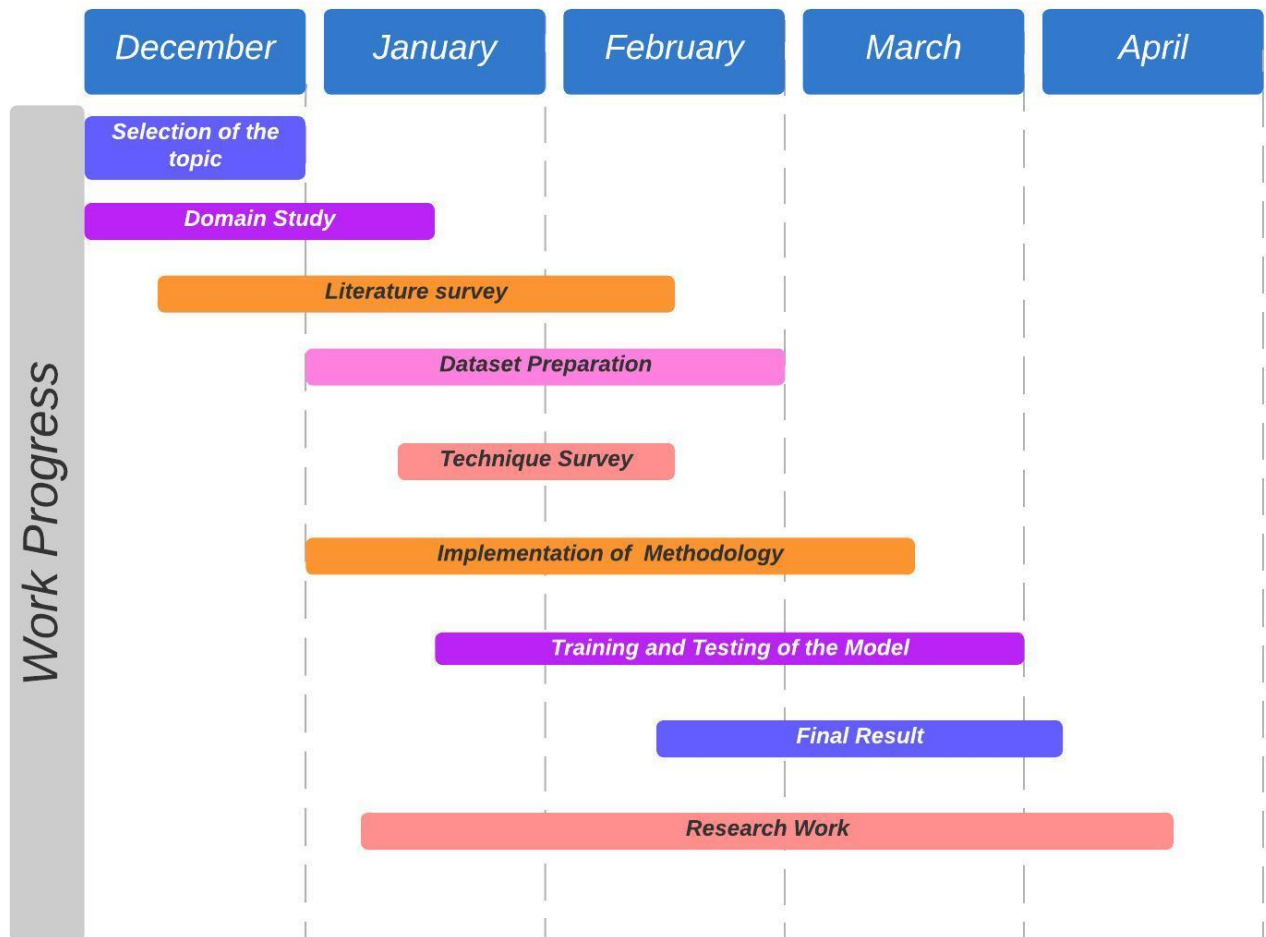 December
January
February
March
April
Work Progress
Selection of the
topic
Domain Study
Literature survey
Dataset Preparation
Technique Survey
Implementation of  Methodology
Training and Testing of the Model
Final Result
Research Work